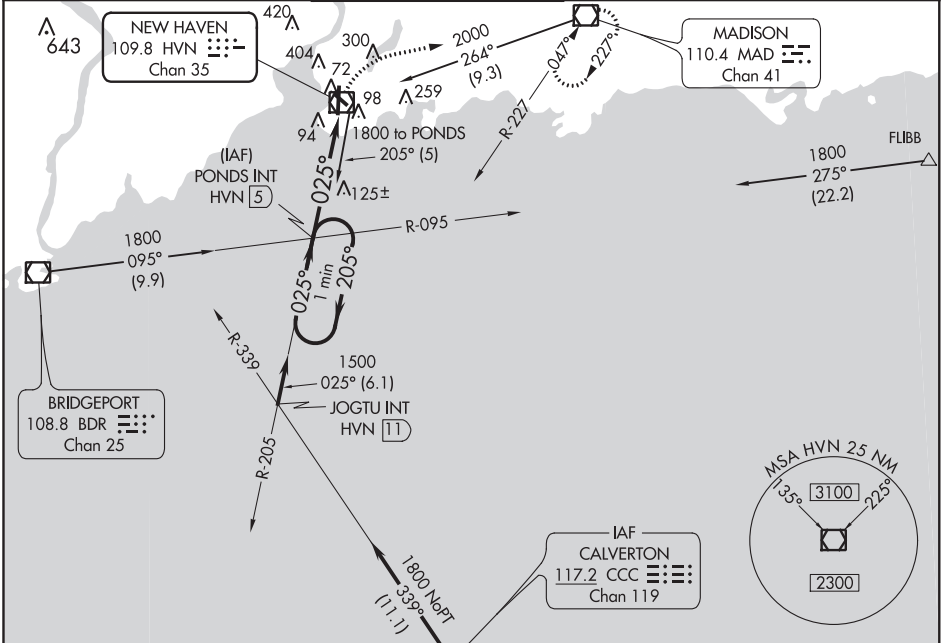 643
NEW HAVEN
109.8 HVN
Chan 35
420
404
300
72
98
94
259
2000
264°
(9.3)
047°
227°
MADISON
110.4 MAD
Chan 41
R-227
1800 to PONDS
205° (5)
(IAF)
PONDS INT
HVN 5
025°
125±
FLIBB
1800
275°
(22.2)
1800
095°
(9.9)
R-095
025°
1 min
205°
R-339
1500
025° (6.1)
JOGTU INT
HVN 11
R-205
BRIDGEPORT
108.8 BDR
Chan 25
MSA HVN 25 NM
135°
3100
225°
2300
IAF
CALVERTON
117.2 CCC
Chan 119
1800 NoPT
339°
(11.1)